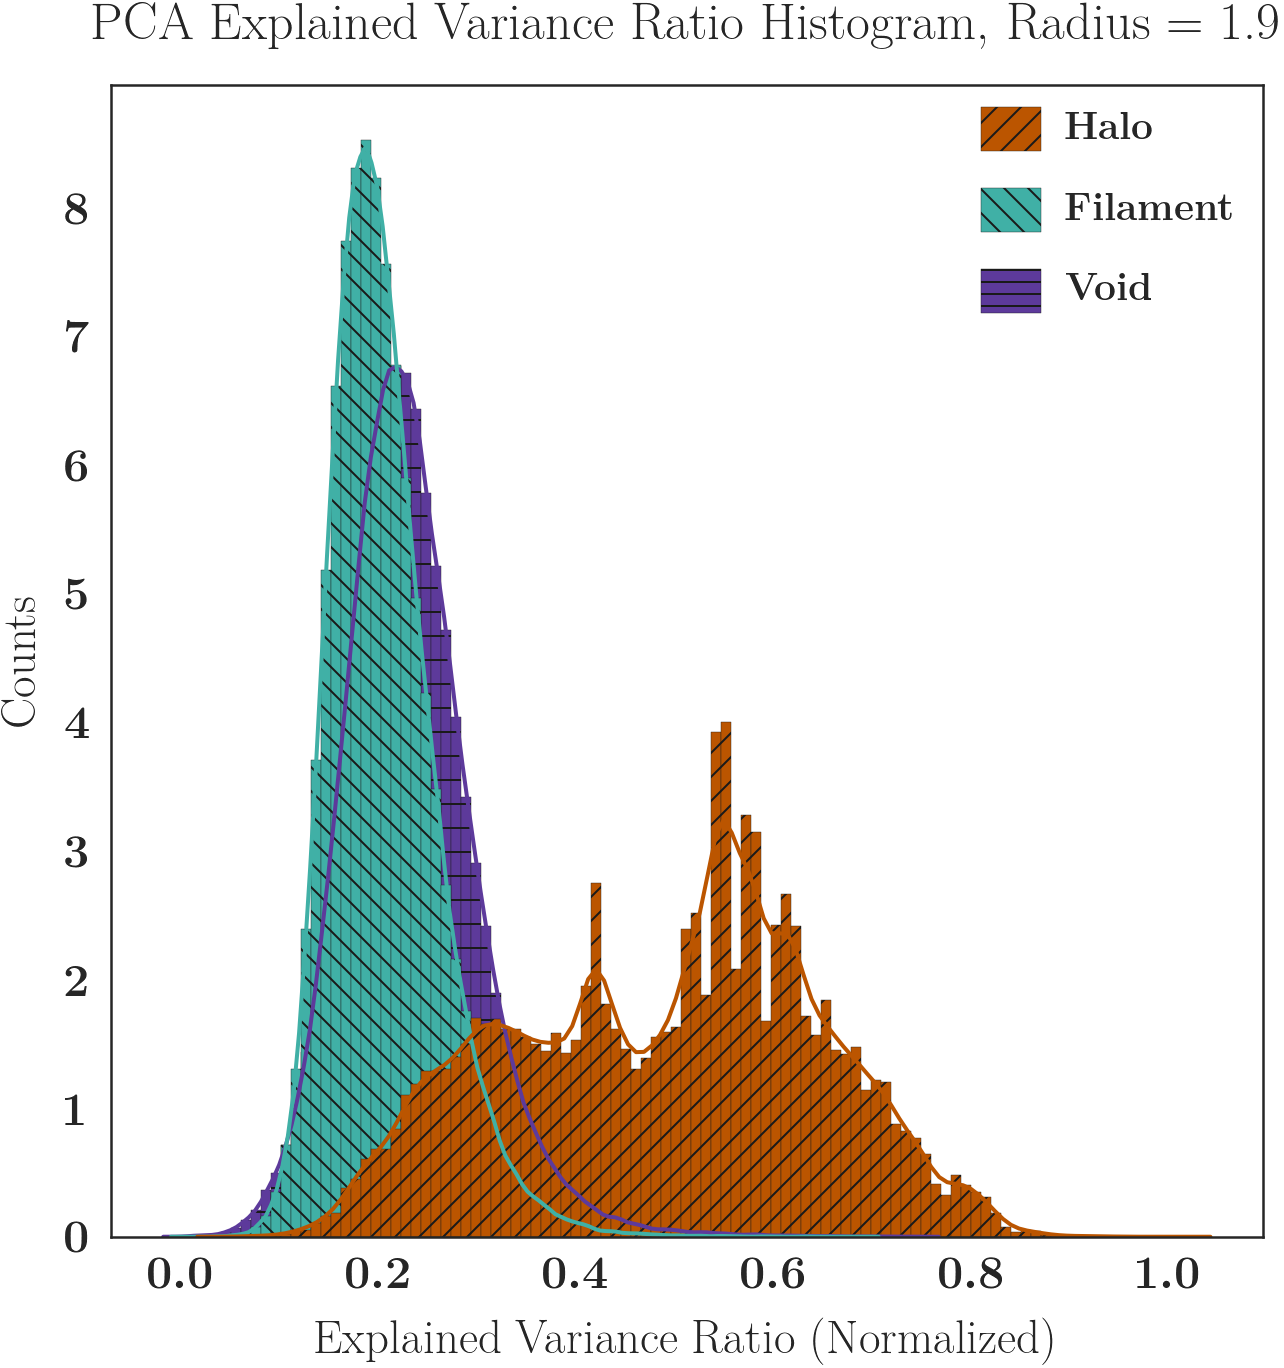 PCA Explained Variance Ratio Histogram, Radius = 1.9
Halo
Filament
Void
8
7
6
5
4
3
2
1
0
Counts
0.0 0.2 0.4 0.6 0.8 1.0
Explained Variance Ratio (Normalized)